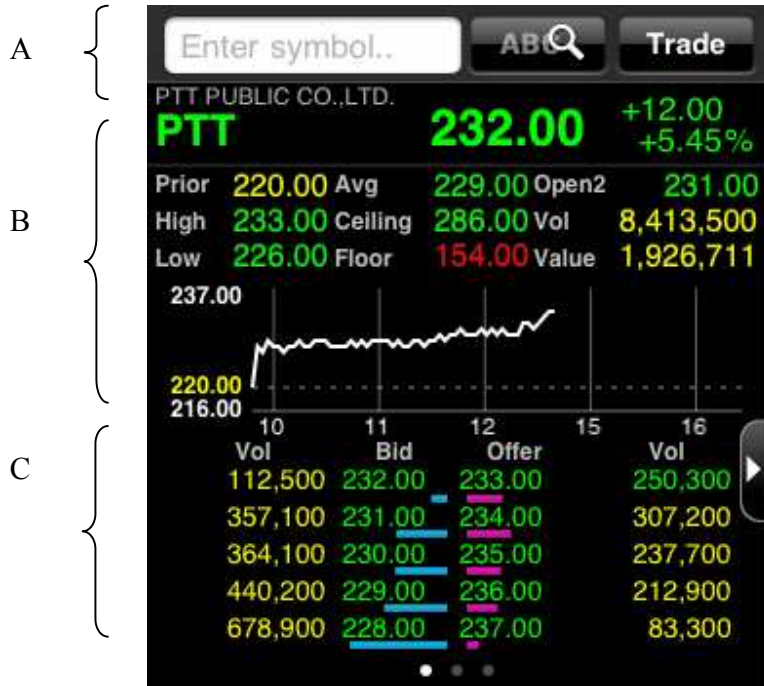 A
Enter symbol.. ABC Trade
PTT PUBLIC CO.,LTD.
PTT 232.00 +12.00
+5.45%
B
Prior 220.00 Avg 229.00 Open2 231.00
High 233.00 Ceiling 286.00 Vol 8,413,500
Low 226.00 Floor 154.00 Value 1,926,711
237.00
220.00
216.00
10 11 12 15 16
C
Vol Bid Offer Vol
112,500 232.00 233.00 250,300
357,100 231.00 234.00 307,200
364,100 230.00 235.00 237,700
440,200 229.00 236.00 212,900
678,900 228.00 237.00 83,300